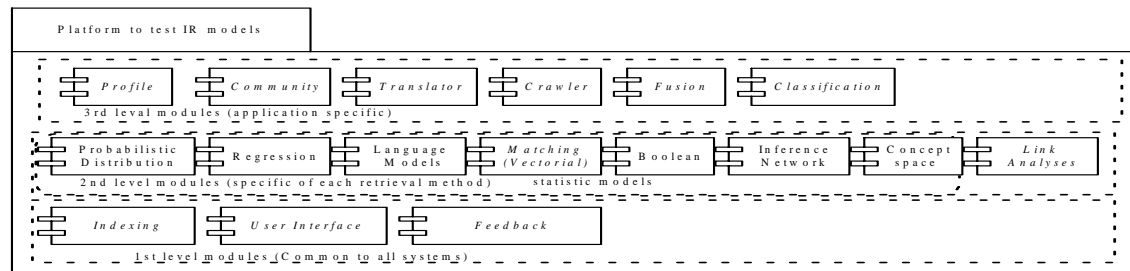 Platform to test IR models
Profile Community Translator Crawler Fusion Classification
3rd level modules (application specific)
Probabilistic Distribution Regression Language Models Matching (Vectorial) Boolean Inference Network Concept space Link Analyses
2nd level modules (specific of each retrieval method) statistic models
Indexing User Interface Feedback
1st level modules (Common to all systems)